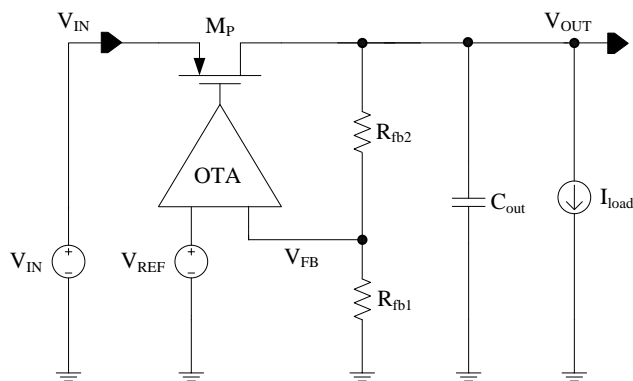 V_IN
M_P
V_OUT
R_fb2
OTA
C_out
I_load
V_IN
+
−
V_REF
+
−
V_FB
R_fb1